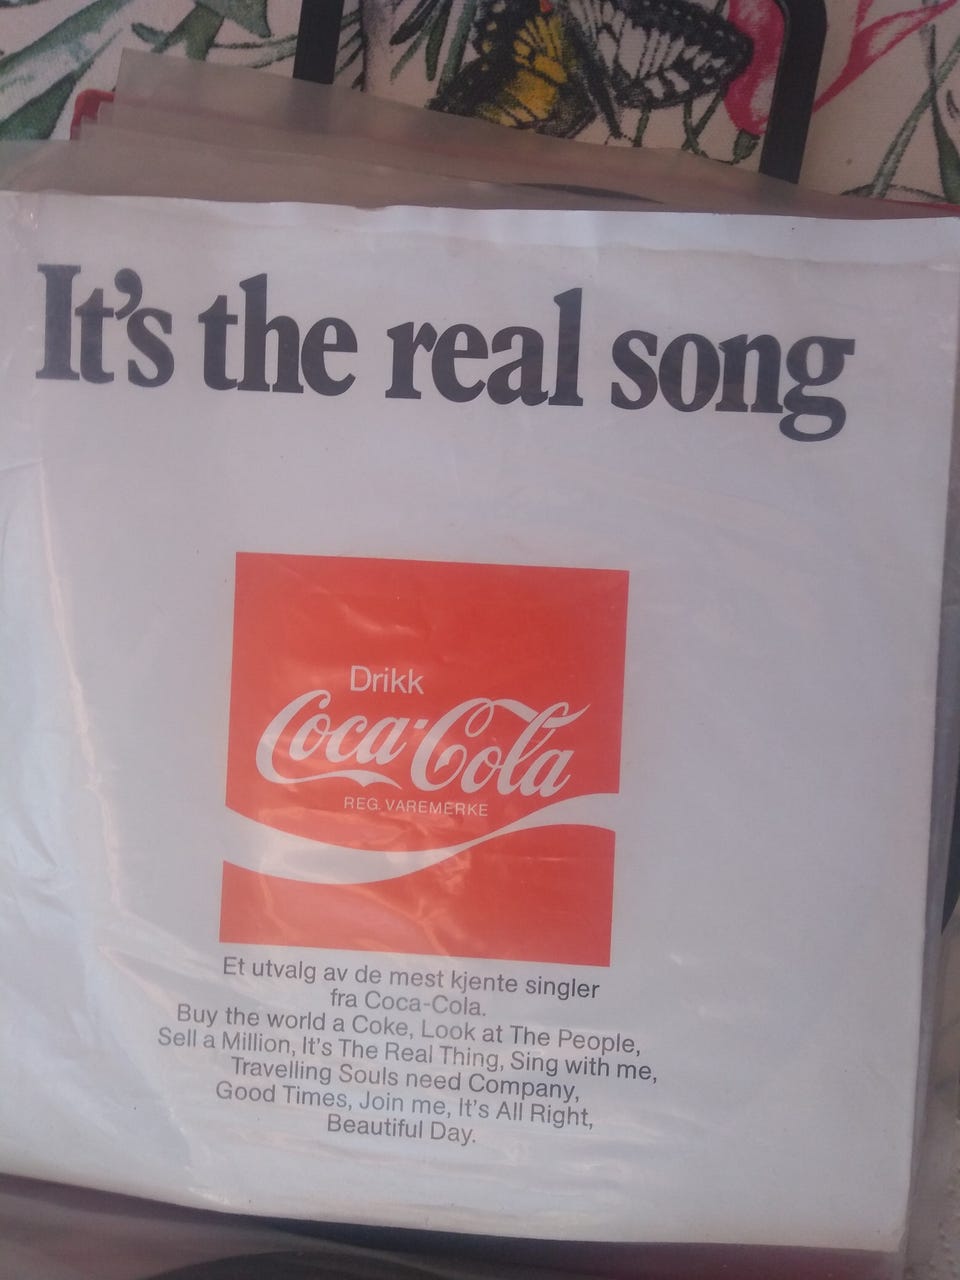 It's the real song
Drikk
Coca-Cola
REG. VAREMERKE
Et utvalg av de mest kjente singler
fra Coca-Cola.
Buy the world a Coke, Look at The People,
Sell a Million, It's The Real Thing, Sing with me,
Travelling Souls need Company,
Good Times, Join me, It's All Right,
Beautiful Day.